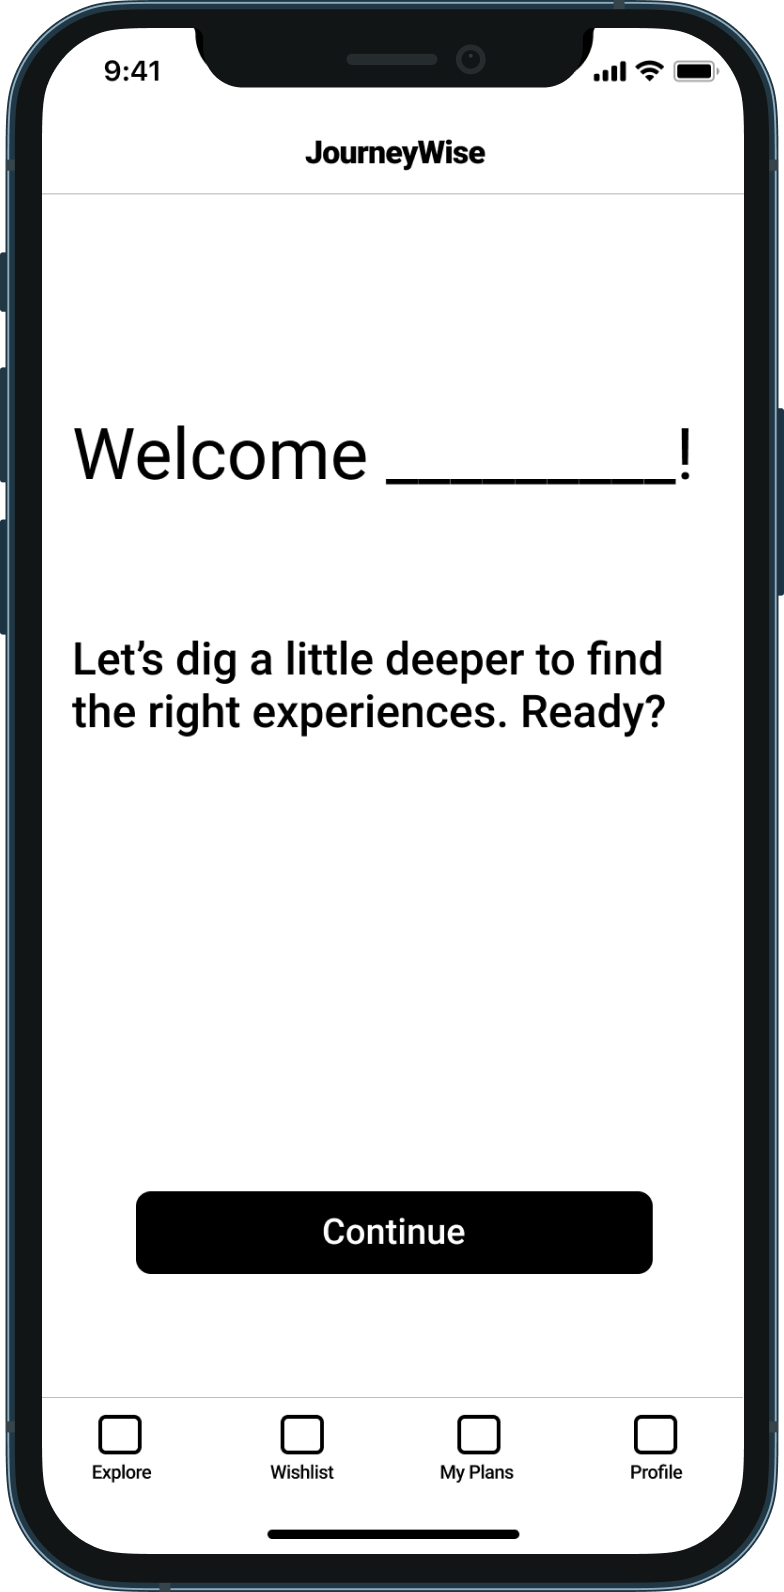 9:41
JourneyWise
Welcome _________!
Let’s dig a little deeper to find
the right experiences. Ready?
Continue
Explore Wishlist My Plans Profile